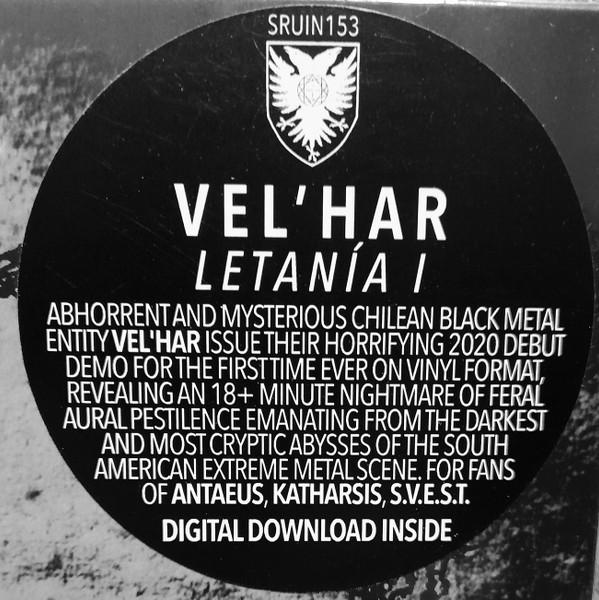 SRUIN153
VEL'HAR
LETANÍA I
ABHORRENT AND MYSTERIOUS CHILEAN BLACK METAL
ENTITY VEL'HAR ISSUE THEIR HORRIFYING 2020 DEBUT
DEMO FOR THE FIRST TIME EVER ON VINYL FORMAT,
REVEALING AN 18+ MINUTE NIGHTMARE OF FERAL
AURAL PESTILENCE EMANATING FROM THE DARKEST
AND MOST CRYPTIC ABYSSES OF THE SOUTH
AMERICAN EXTREME METAL SCENE. FOR FANS
OF ANTAEUS, KATHARSIS, S.V.E.S.T.
DIGITAL DOWNLOAD INSIDE